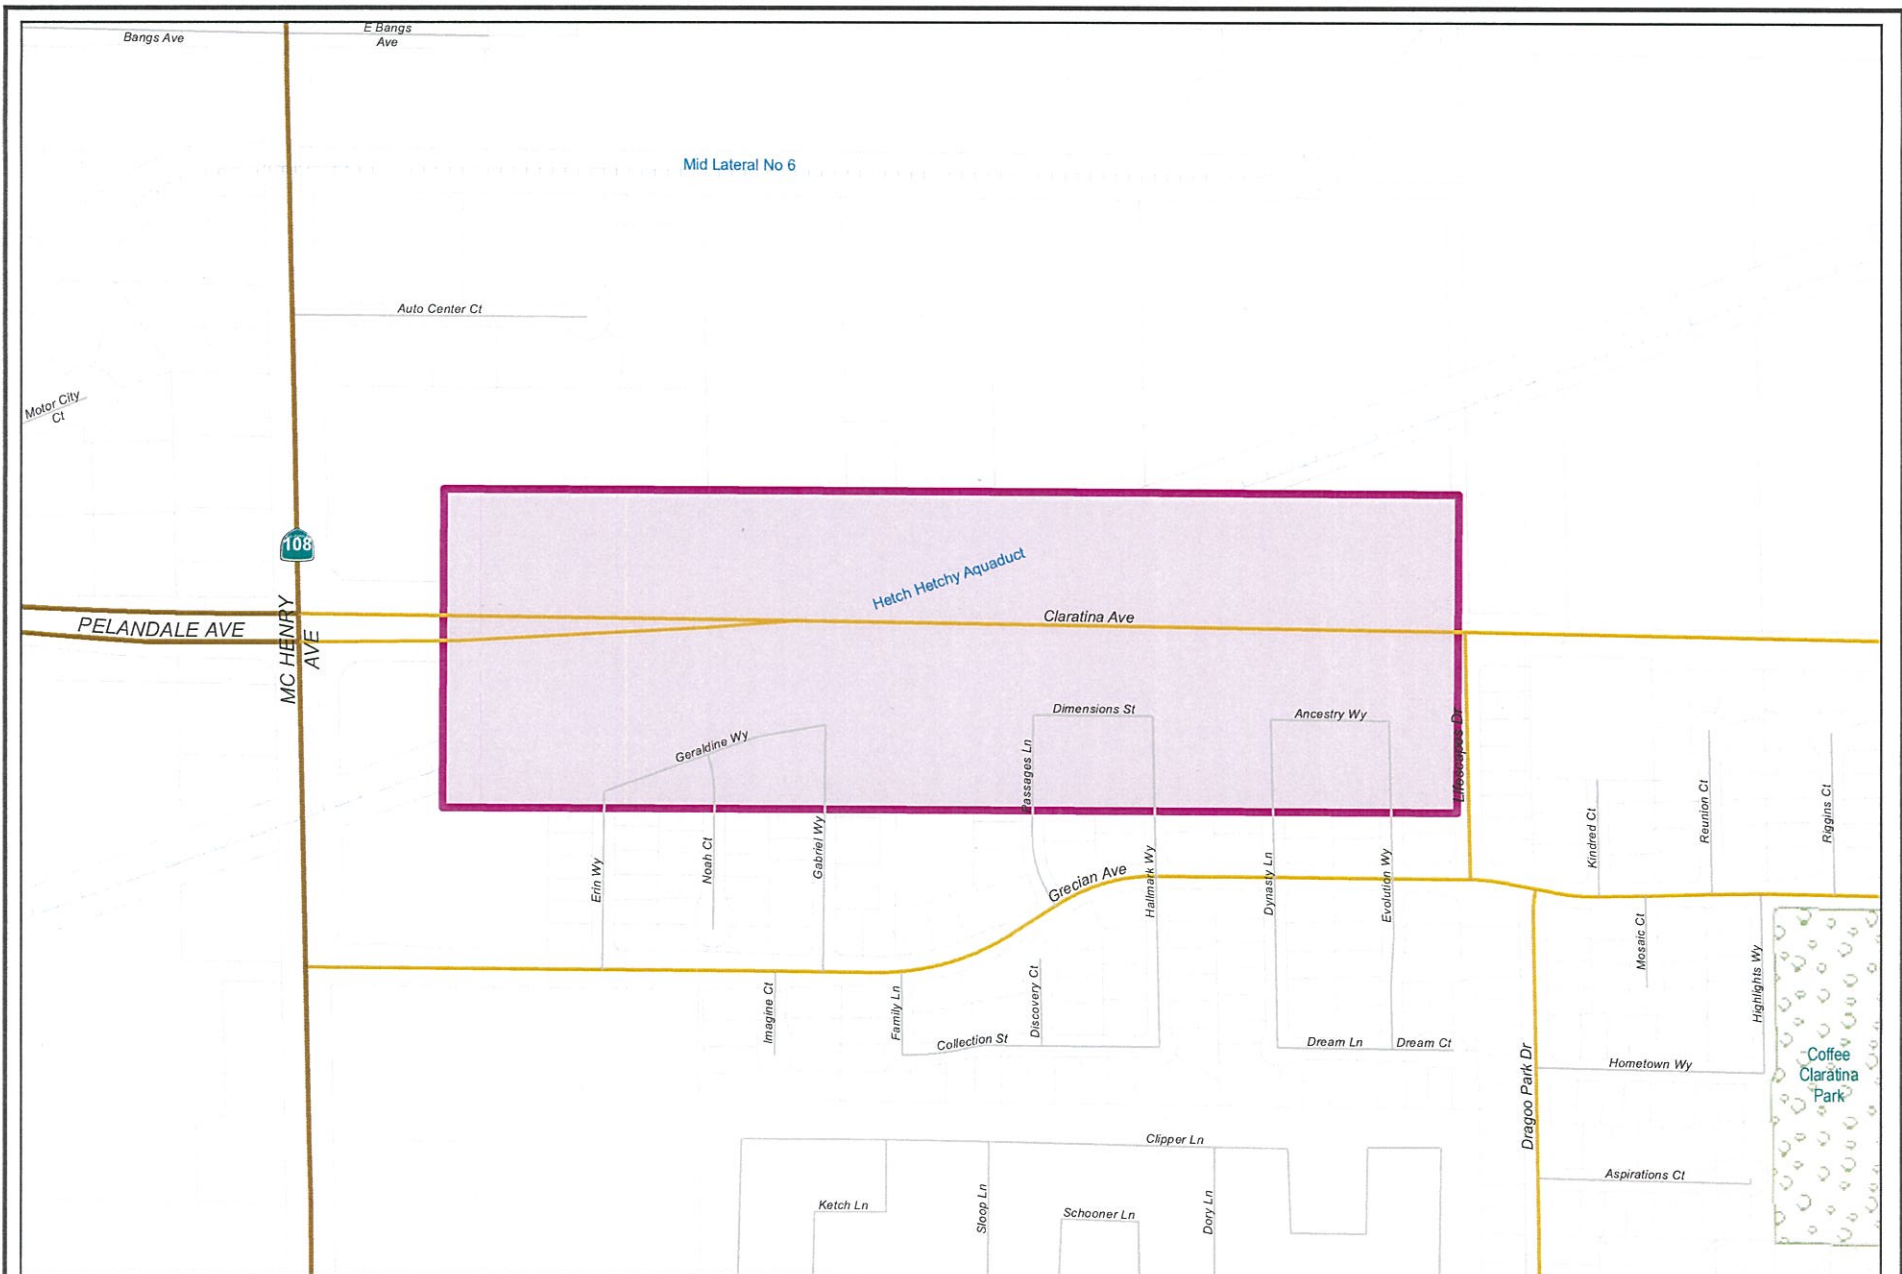 Bangs Ave
E Bangs
Ave
Mid Lateral No 6
Auto Center Ct
Motor City
Ct
108
Hetch Hetchy Aquaduct
PELANDALE AVE
MC HENRY
AVE
Claratina Ave
Dimensions St
Ancestry Wy
Geraldine Wy
Passages Ln
Lifescapes Dr
Erin Wy
Noah Ct
Gabriel Wy
Grecian Ave
Hallmark Wy
Dynasty Ln
Evolution Wy
Kindred Ct
Reunion Ct
Riggins Ct
Imagine Ct
Family Ln
Discovery Ct
Collection St
Dream Ln
Dream Ct
Mosaic Ct
Highlights Wy
Hometown Wy
Coffee
Claratina
Park
Dragoo Park Dr
Clipper Ln
Aspirations Ct
Ketch Ln
Sloop Ln
Schooner Ln
Dory Ln